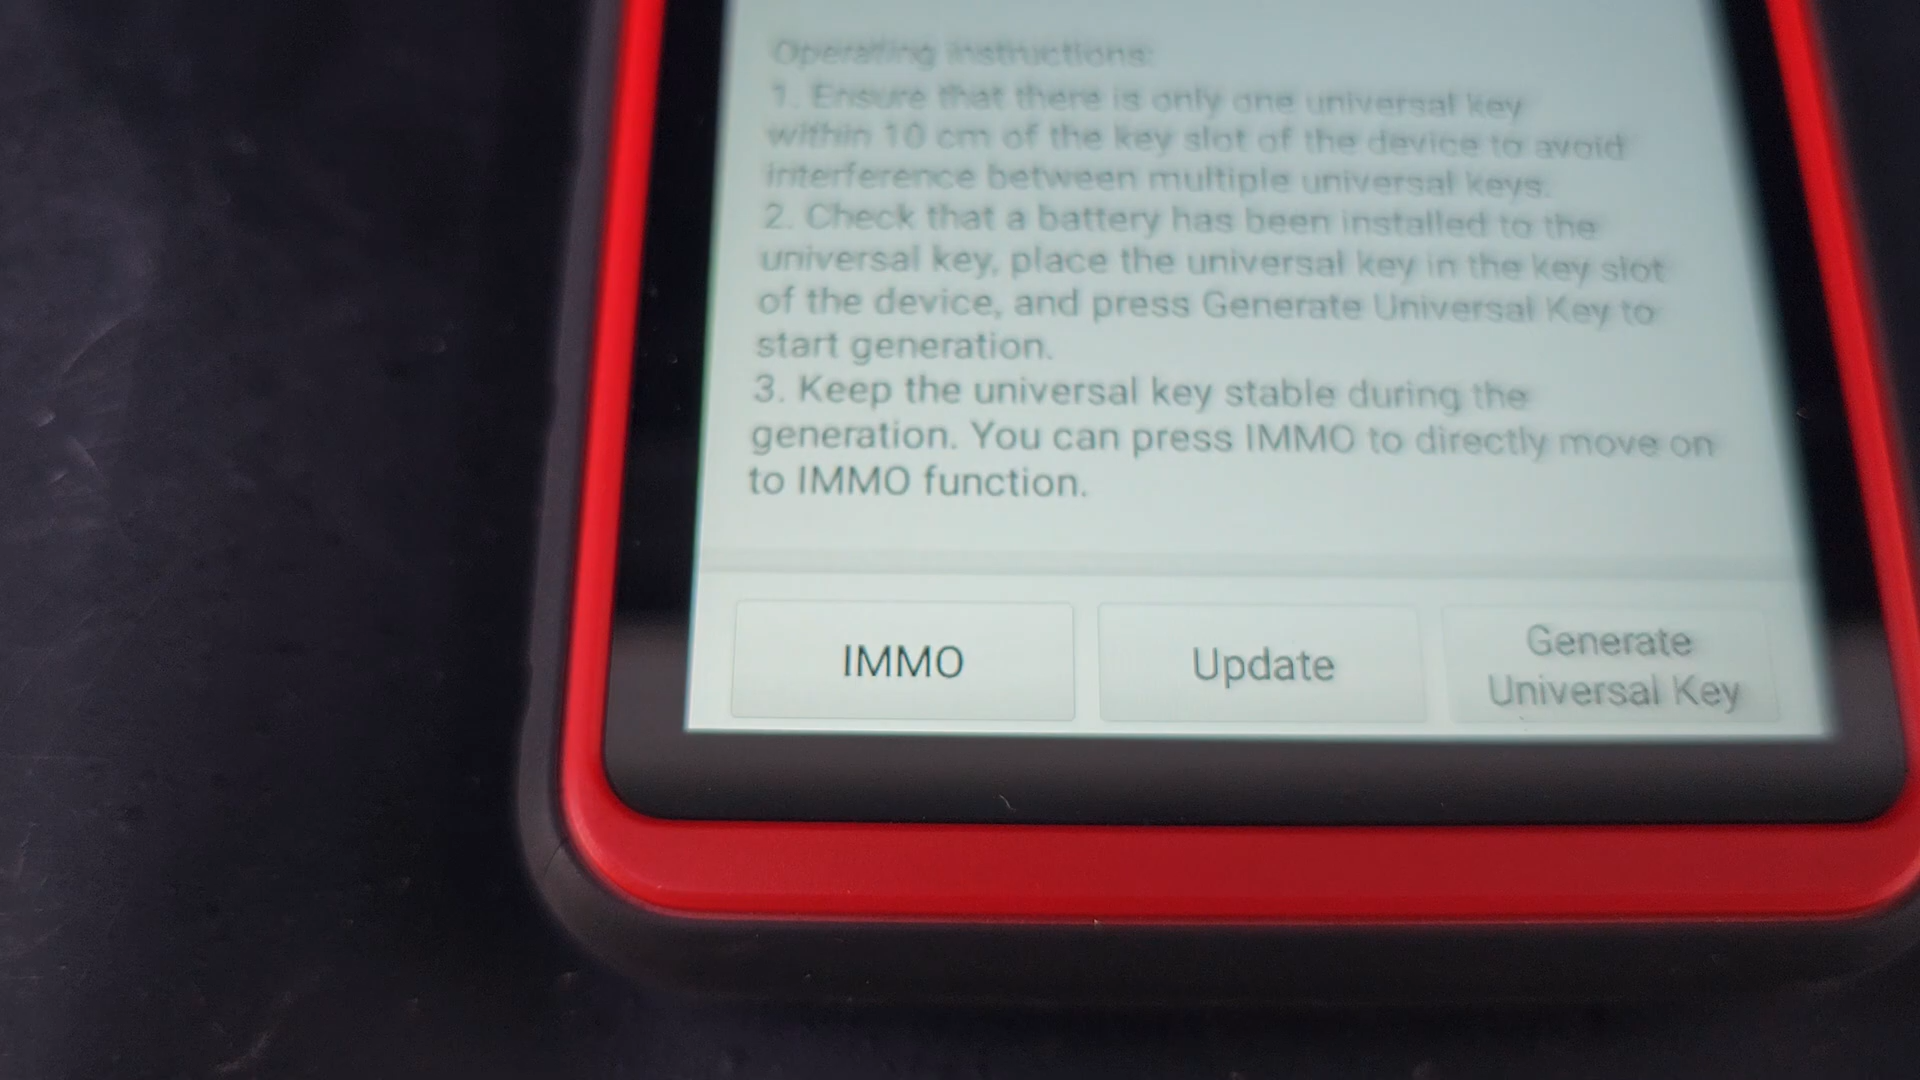 Operating instructions:
1. Ensure that there is only one universal key
within 10 cm of the key slot of the device to avoid
interference between multiple universal keys.
2. Check that a battery has been installed to the
universal key, place the universal key in the key slot
of the device, and press Generate Universal Key to
start generation.
3. Keep the universal key stable during the
generation. You can press IMMO to directly move on
to IMMO function.
IMMO
Update
Generate
Universal Key